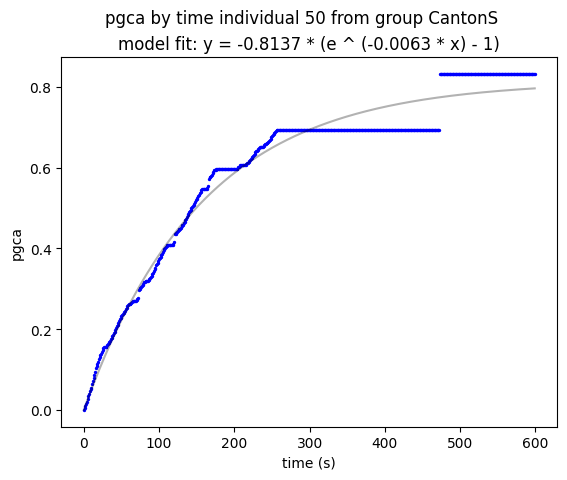 pgca by time individual 50 from group CantonS
model fit: y = -0.8137 * (e ^ (-0.0063 * x) - 1)
0.8
0.6
0.4
0.2
0.0
pgca
0 100 200 300 400 500 600
time (s)